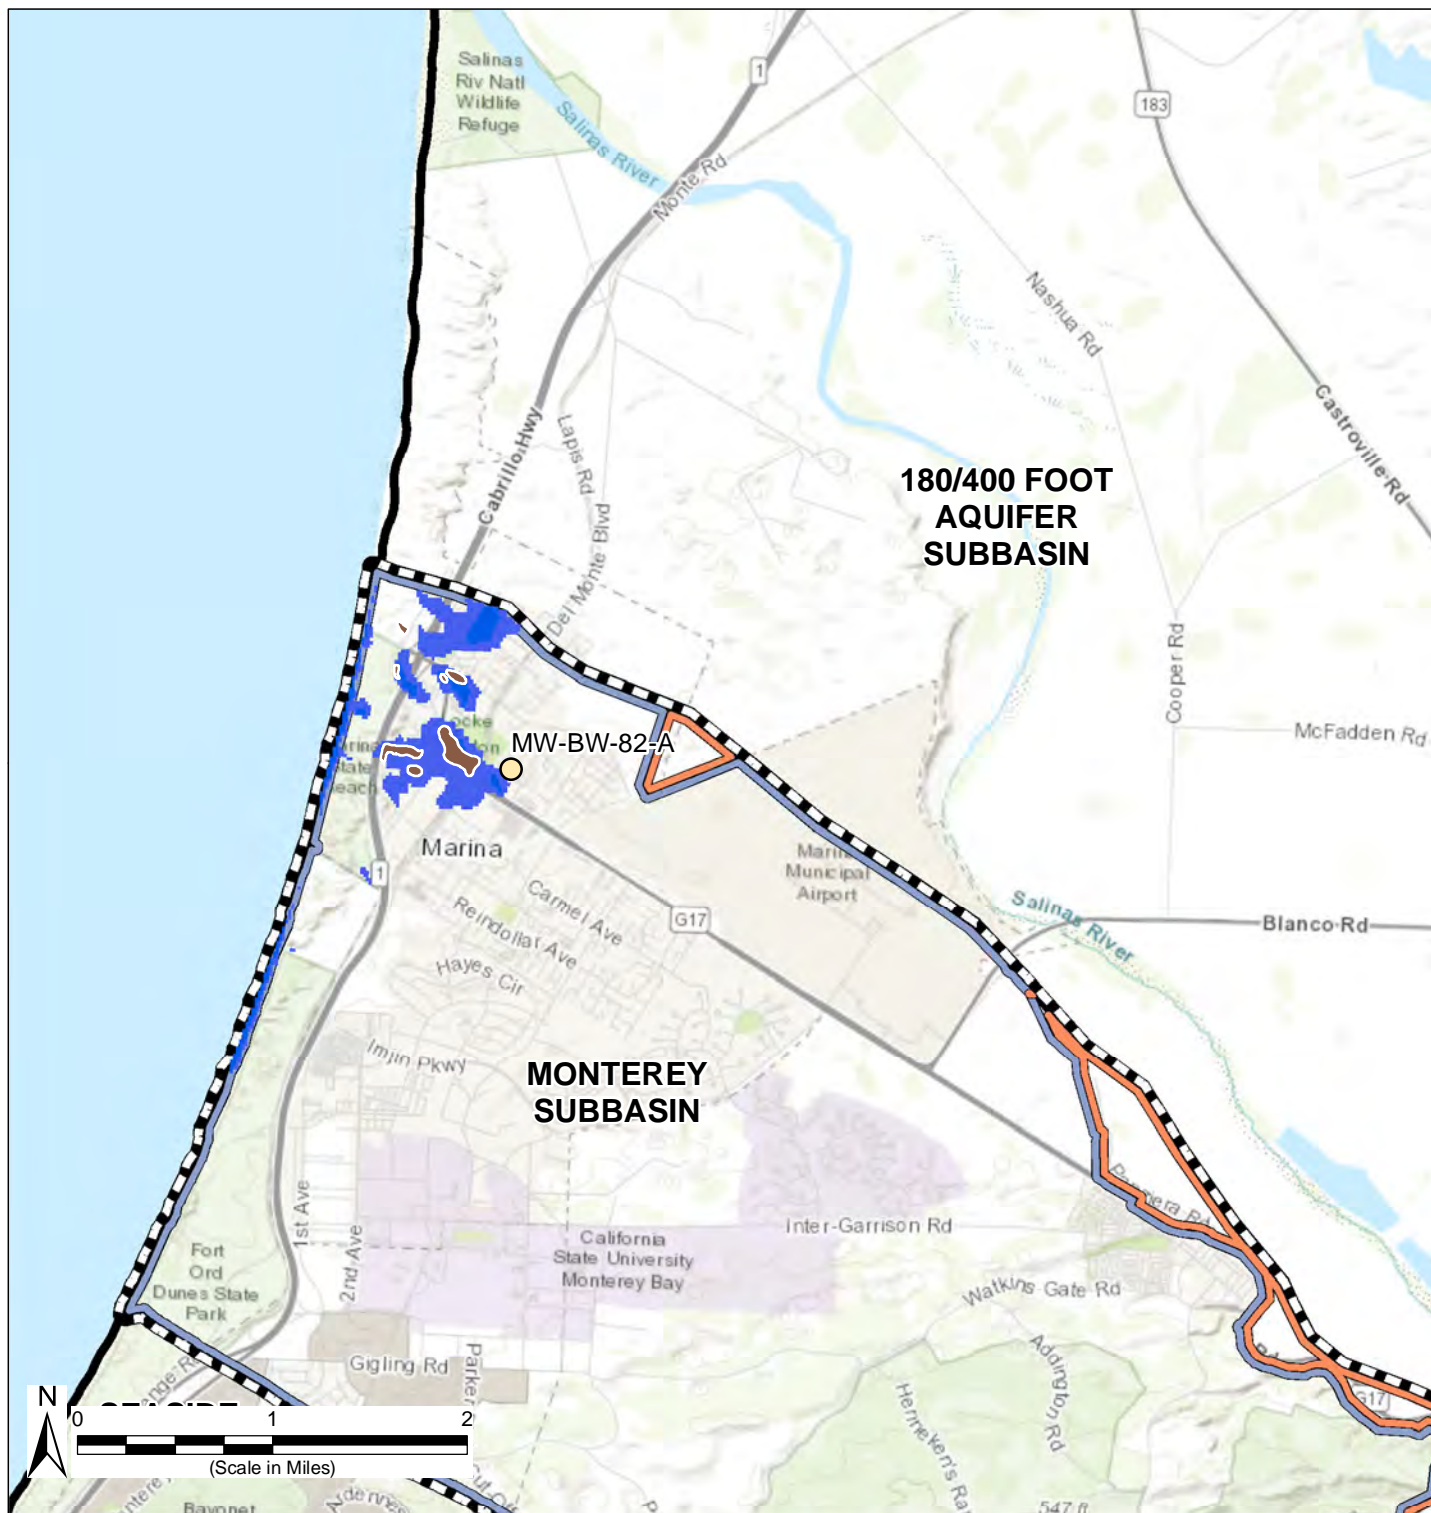 Salinas
Riv Natl
Wildlife
Refuge
Salinas River
1
183
Monte Rd
Nashua Rd
Castroville Rd
Cabrillo Hwy
Lapis Rd
Del Monte Blvd
180/400 FOOT
AQUIFER
SUBBASIN
Cooper Rd
McFadden Rd
MW-BW-82-A
Marina
Marina
Municipal
Airport
1
Carmel Ave
Reindollar Ave
Hayes Cir
G17
Salinas River
Blanco Rd
Imjin Pkwy
MONTEREY
SUBBASIN
1st Ave
2nd Ave
California
State University
Monterey Bay
Inter-Garrison Rd
Fort
Ord
Dunes State
Park
Watkins Gate Rd
Addington Rd
Gigling Rd
G17
N
0 1 2
(Scale in Miles)
547 ft